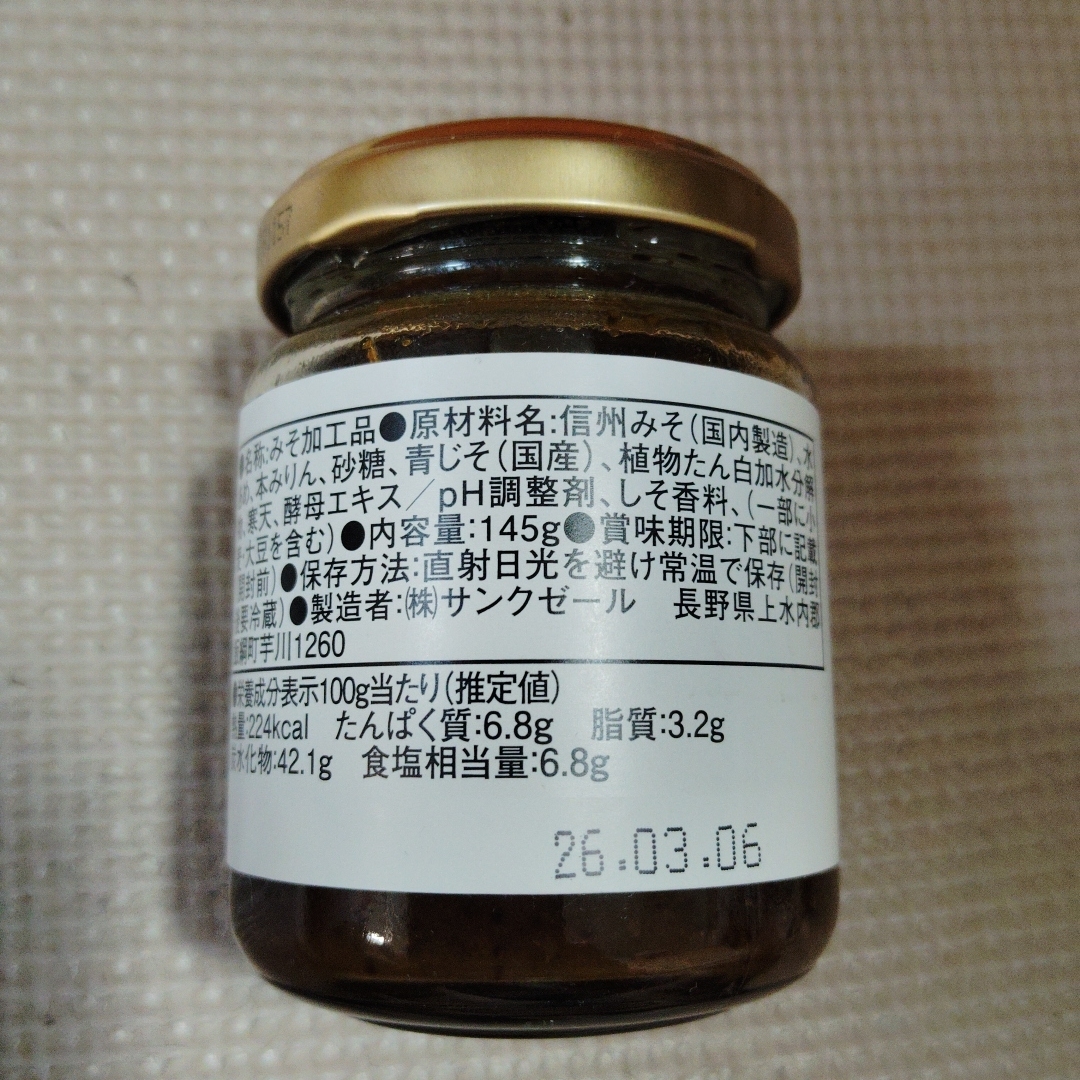 名称:みそ加工品●原材料名:信州みそ(国内製造)、水
め、本みりん、砂糖、青じそ(国産)、植物たん白加水分解
、寒天、酵母エキス/pH調整剤、しそ香料、(一部に小
・大豆を含む)●内容量:145g●賞味期限:下部に記載
開封前)●保存方法:直射日光を避け常温で保存(開封
要冷蔵)●製造者:㈱サンクゼール 長野県上水内郡
綱町芋川1260
●栄養成分表示100g当たり(推定値)
量:224kcal たんぱく質:6.8g 脂質:3.2g
水化物:42.1g 食塩相当量:6.8g
26.03.06